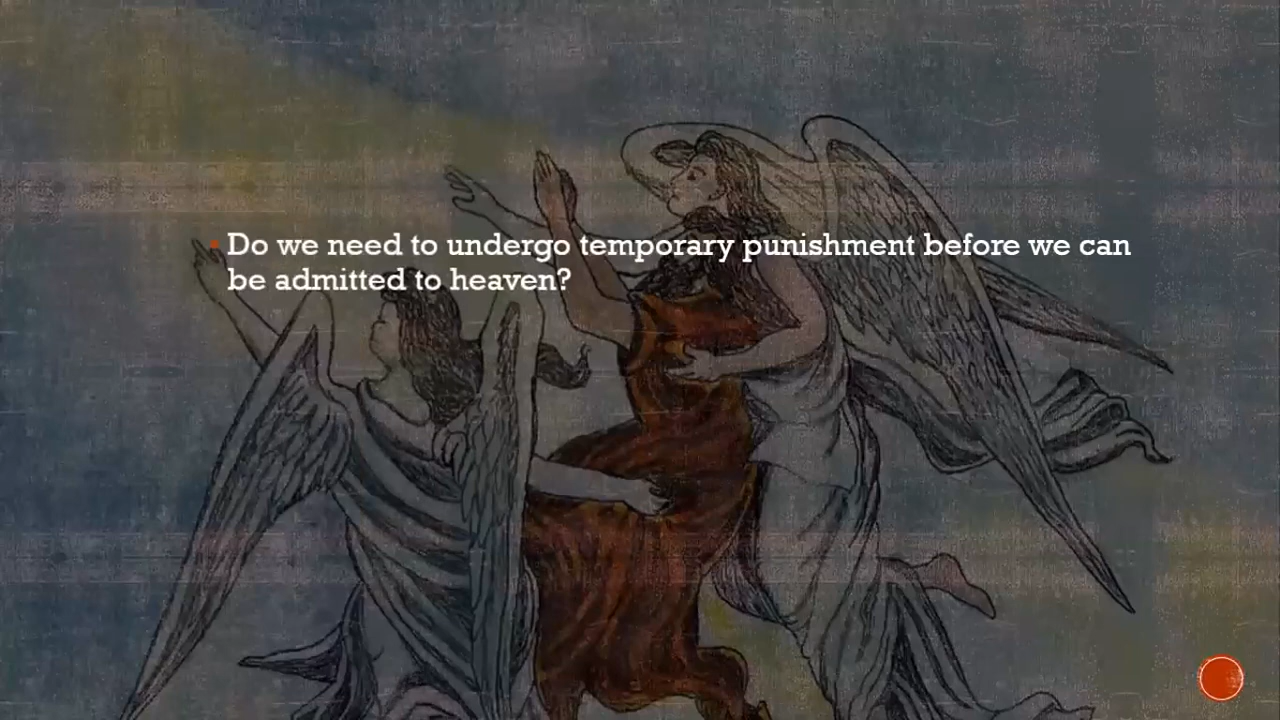 Do we need to undergo temporary punishment before we can
be admitted to heaven?